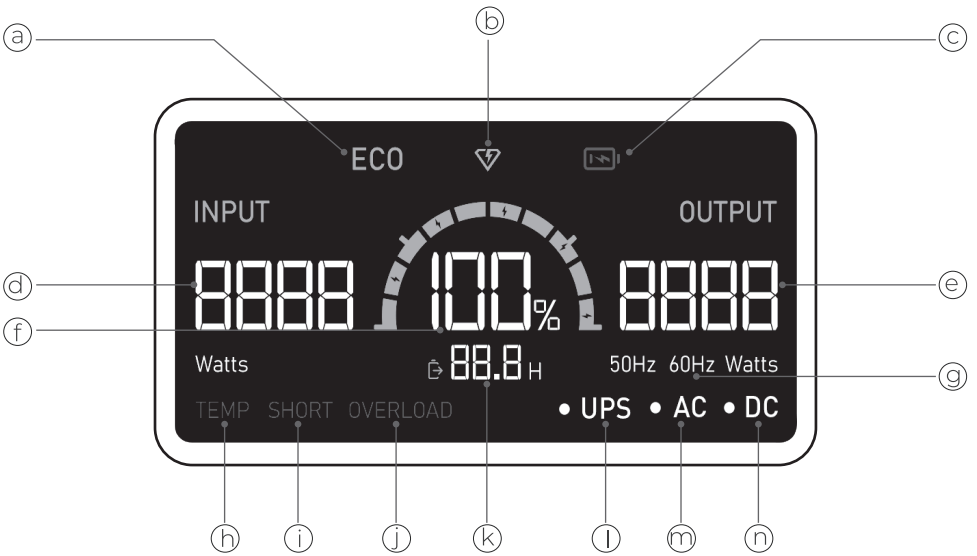 ⓐ ⓑ ⓒ
ECO
INPUT OUTPUT
ⓓ 8888 100% 8888 ⓔ
ⓕ
Watts 88.8 H 50Hz 60Hz Watts ⓖ
TEMP SHORT OVERLOAD • UPS • AC • DC
ⓗ ⓘ ⓙ ⓚ ⓛ ⓜ ⓝ